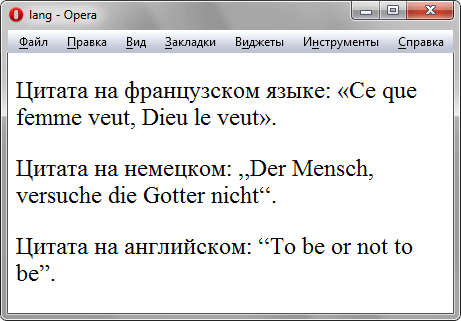 lang - Opera
Файл Правка Вид Закладки Виджеты Инструменты Справка
Цитата на французском языке: «Ce que
femme veut, Dieu le veut».
Цитата на немецком: ,,Der Mensch,
versuche die Gotter nicht‘‘.
Цитата на английском: “To be or not to
be”.